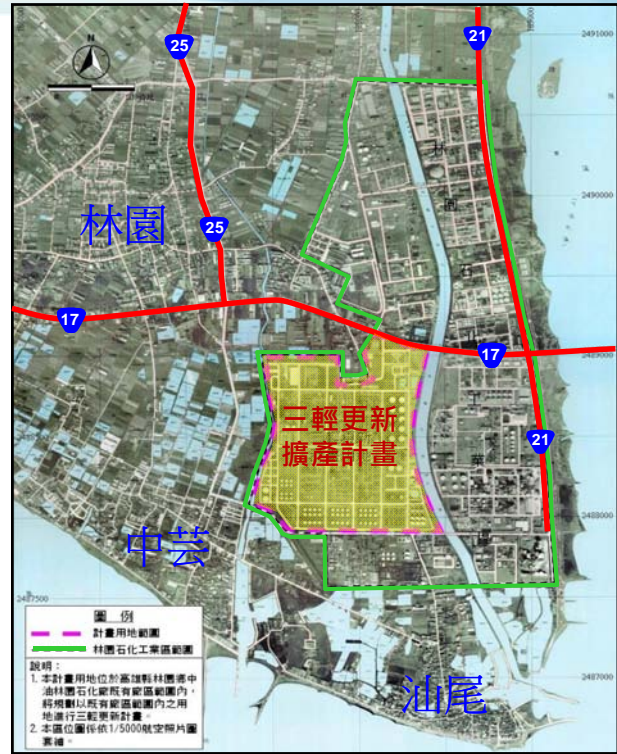 25
21
2491000
2490000
林園
林
園
石
25
17
17
2489000
三輕更新
擴產計畫
21
2488000
中芸
2487500
圖 例
計畫用地範圍
林園石化工業區範圍
說明：
1. 本計畫用地位於高雄縣林園鄉中
油林園石化廠既有廠區範圍內，
將規劃以既有廠區範圍內之用
地進行三輕更新計畫。
2. 本區位圖係依1/5000航空照片圖
套繪。
汕尾
2487000